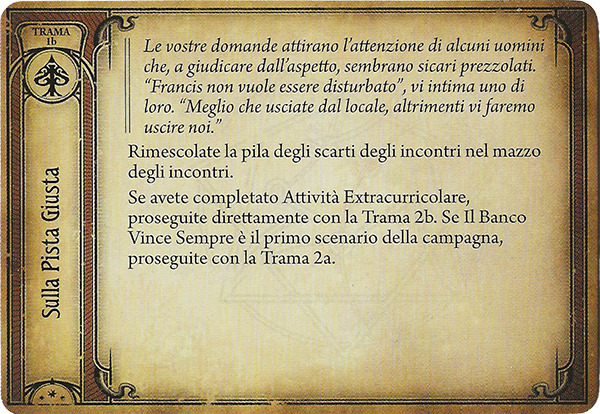 TRAMA
1b
Sulla Pista Giusta
Le vostre domande attirano l’attenzione di alcuni uomini
che, a giudicare dall’aspetto, sembrano sicari prezzolati.
“Francis non vuole essere disturbato”, vi intima uno di
loro. “Meglio che usciate dal locale, altrimenti vi faremo
uscire noi.”
Rimescolate la pila degli scarti degli incontri nel mazzo
degli incontri.
Se avete completato Attività Extracurricolare,
proseguite direttamente con la Trama 2b. Se Il Banco
Vince Sempre è il primo scenario della campagna,
proseguite con la Trama 2a.